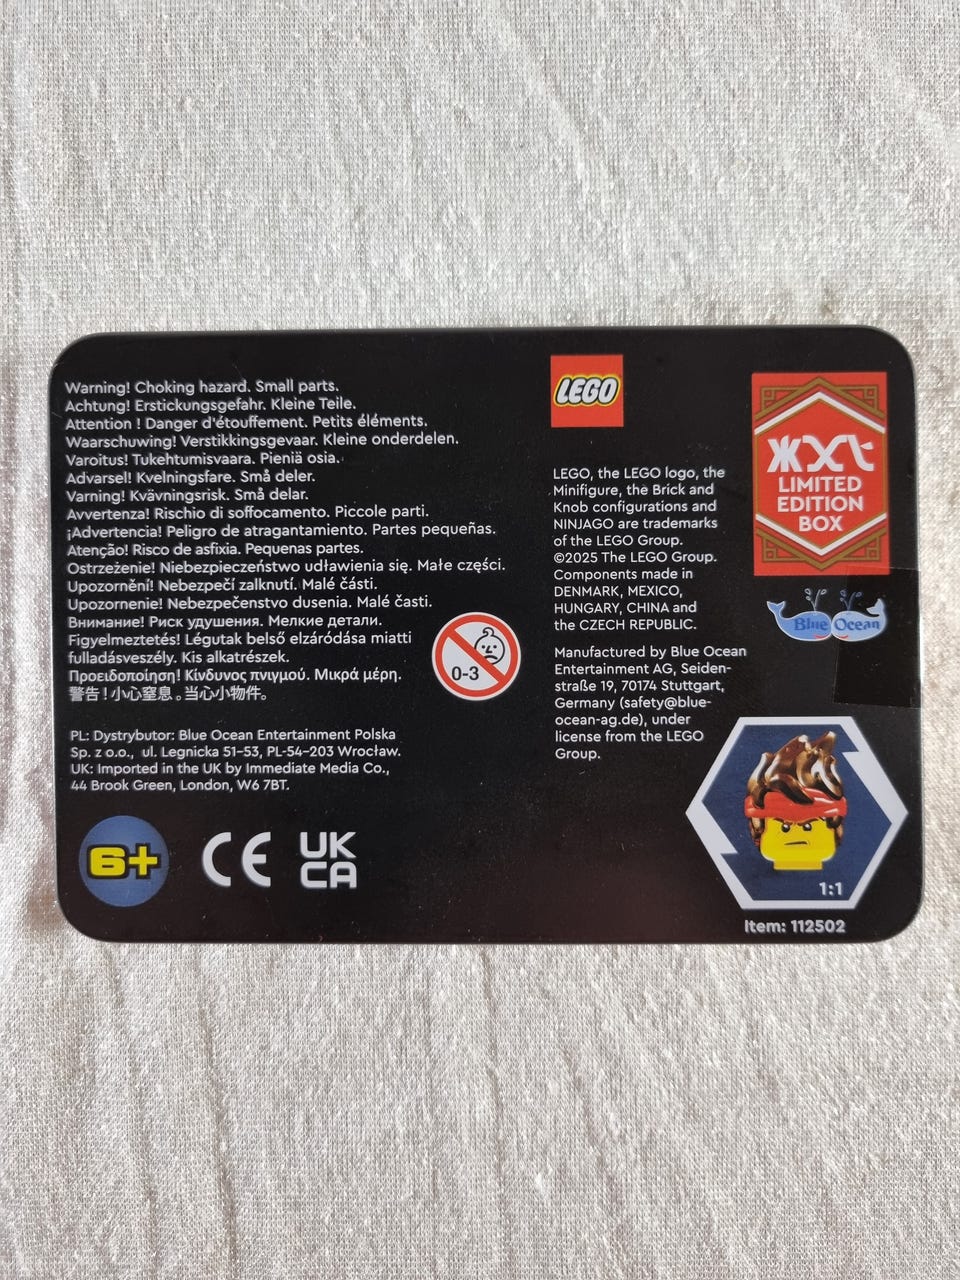 Warning! Choking hazard. Small parts.
Achtung! Erstickungsgefahr. Kleine Teile.
Attention ! Danger d'étouffement. Petits éléments.
Waarschuwing! Verstikkingsgevaar. Kleine onderdelen.
Varoitus! Tukehtumisvaara. Pieniä osia.
Advarsel! Kvelningsfare. Små deler.
Varning! Kvävningsrisk. Små delar.
Avvertenza! Rischio di soffocamento. Piccole parti.
¡Advertencia! Peligro de atragantamiento. Partes pequeñas.
Atenção! Risco de asfixia. Pequenas partes.
Ostrzeżenie! Niebezpieczeństwo udławienia się. Małe części.
Upozornění! Nebezpečí zalknutí. Malé části.
Upozornenie! Nebezpečenstvo dusenia. Malé časti.
Внимание! Риск удушения. Мелкие детали.
Figyelmeztetés! Légutak belső elzáródása miatti
fulladásveszély. Kis alkatrészek.
Προειδοποίηση! Κίνδυνος πνιγμού. Μικρά μέρη.
警告！小心窒息。当心小物件。
0-3
PL: Dystrybutor: Blue Ocean Entertainment Polska
Sp. z o.o., ul. Legnicka 51-53, PL-54-203 Wrocław.
UK: Imported in the UK by Immediate Media Co.,
44 Brook Green, London, W6 7BT.
6+
CE
UK
CA
LEGO
LEGO, the LEGO logo, the
Minifigure, the Brick and
Knob configurations and
NINJAGO are trademarks
of the LEGO Group.
©2025 The LEGO Group.
Components made in
DENMARK, MEXICO,
HUNGARY, CHINA and
the CZECH REPUBLIC.
Manufactured by Blue Ocean
Entertainment AG, Seiden-
straße 19, 70174 Stuttgart,
Germany (safety@blue-
ocean-ag.de), under
license from the LEGO
Group.
LIMITED
EDITION
BOX
Blue Ocean
1:1
Item: 112502